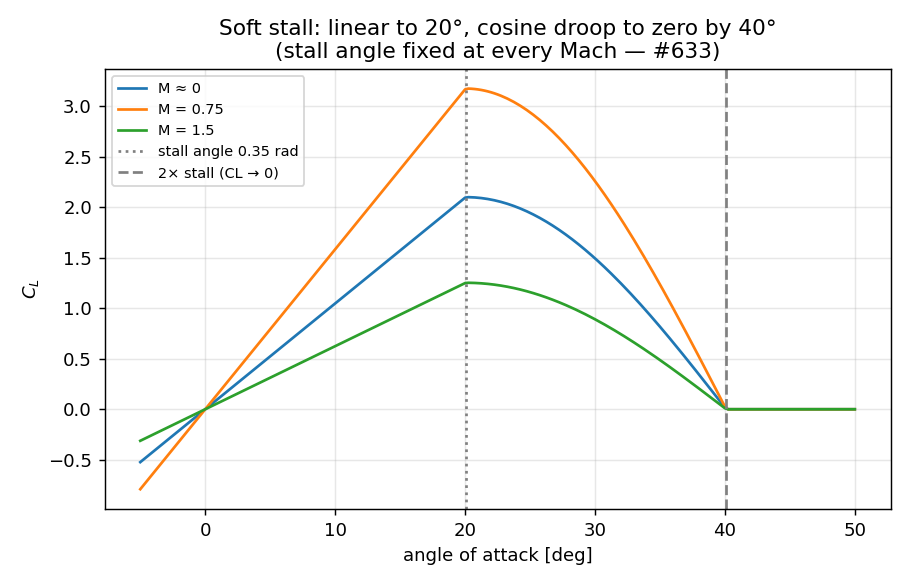 Soft stall: linear to 20°, cosine droop to zero by 40°
(stall angle fixed at every Mach — #633)
M ≈ 0
M = 0.75
M = 1.5
stall angle 0.35 rad
2× stall (CL → 0)
3.0
2.5
2.0
1.5
1.0
0.5
0.0
−0.5
C_L
0 10 20 30 40 50
angle of attack [deg]